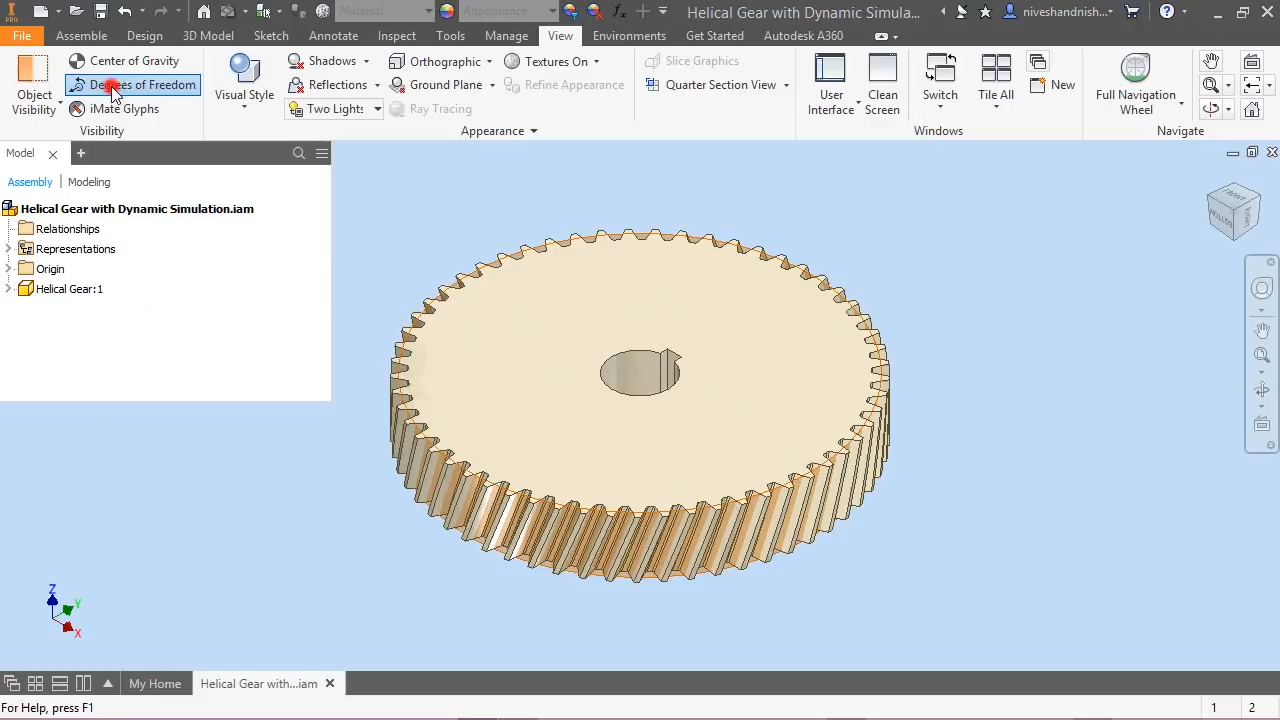 PRO
Material
Appearance
Helical Gear with Dynamic Simula...
niveshandnish...
File
Assemble
Design
3D Model
Sketch
Annotate
Inspect
Tools
Manage
View
Environments
Get Started
Autodesk A360
Object
Visibility
Center of Gravity
Degrees of Freedom
iMate Glyphs
Visibility
Visual Style
Shadows
Reflections
Two Lights
Orthographic
Ground Plane
Ray Tracing
Textures On
Refine Appearance
Appearance
Slice Graphics
Quarter Section View
User
Interface
Clean
Screen
Switch
Tile All
New
Windows
Full Navigation
Wheel
Navigate
Model
Assembly
Modeling
Helical Gear with Dynamic Simulation.iam
Relationships
Representations
Origin
Helical Gear:1
FRONT
Z
Y
X
My Home
Helical Gear with...iam
For Help, press F1
1
2